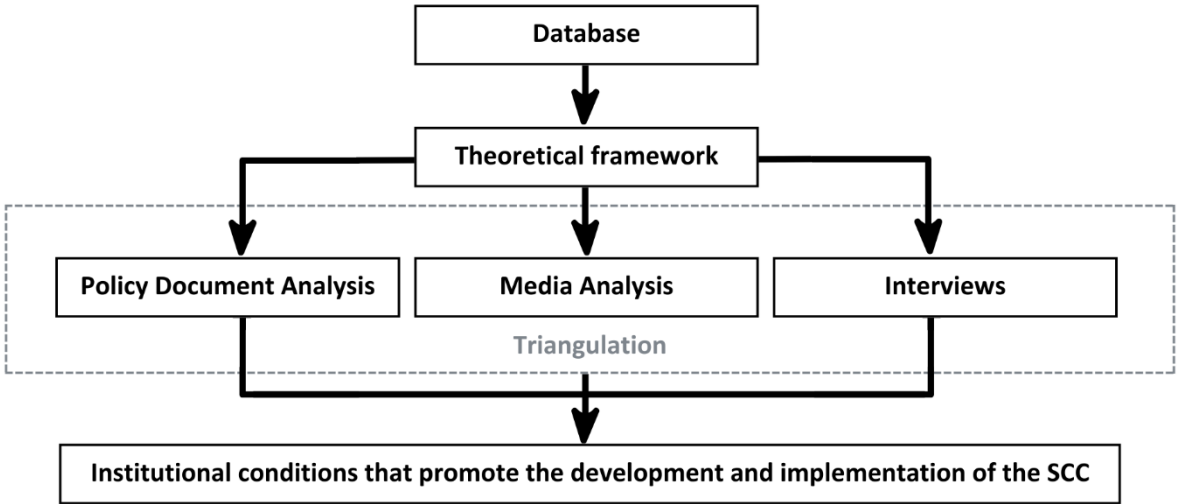 Database
Theoretical framework
Policy Document Analysis
Media Analysis
Interviews
Triangulation
Institutional conditions that promote the development and implementation of the SCC